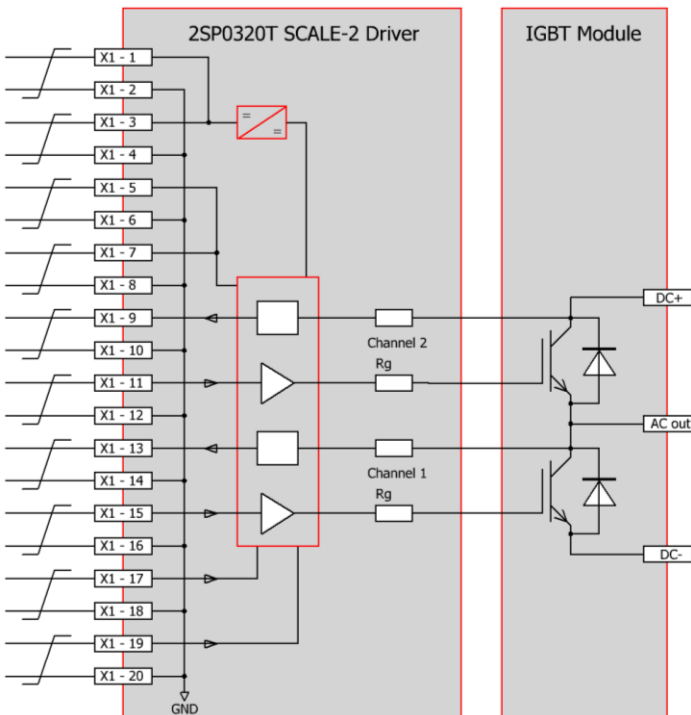 2SP0320T SCALE-2 Driver
IGBT Module
X1 - 1
X1 - 2
X1 - 3
=
=
X1 - 4
X1 - 5
X1 - 6
X1 - 7
X1 - 8
DC+
X1 - 9
Channel 2
X1 - 10
Rg
X1 - 11
X1 - 12
AC out
X1 - 13
Channel 1
X1 - 14
Rg
X1 - 15
X1 - 16
DC-
X1 - 17
X1 - 18
X1 - 19
X1 - 20
GND